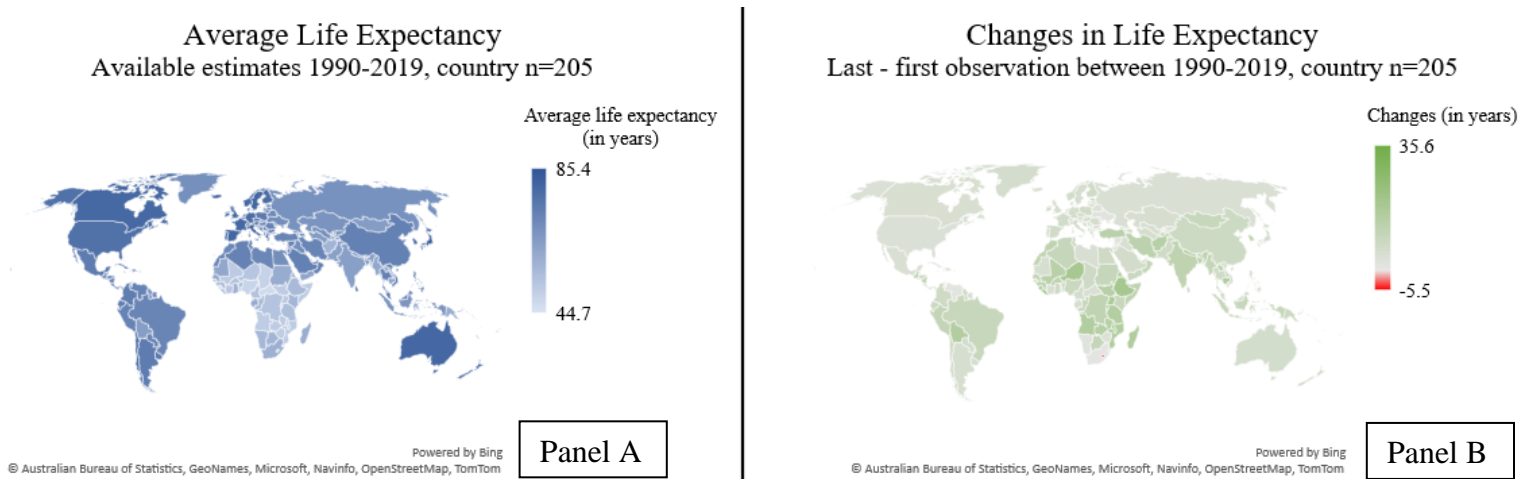 Average Life Expectancy
Available estimates 1990-2019, country n=205
Average life expectancy
(in years)
85.4
44.7
Powered by Bing
© Australian Bureau of Statistics, GeoNames, Microsoft, Navinfo, OpenStreetMap, TomTom
Panel A
Changes in Life Expectancy
Last - first observation between 1990-2019, country n=205
Changes (in years)
35.6
-5.5
Powered by Bing
© Australian Bureau of Statistics, GeoNames, Microsoft, Navinfo, OpenStreetMap, TomTom
Panel B